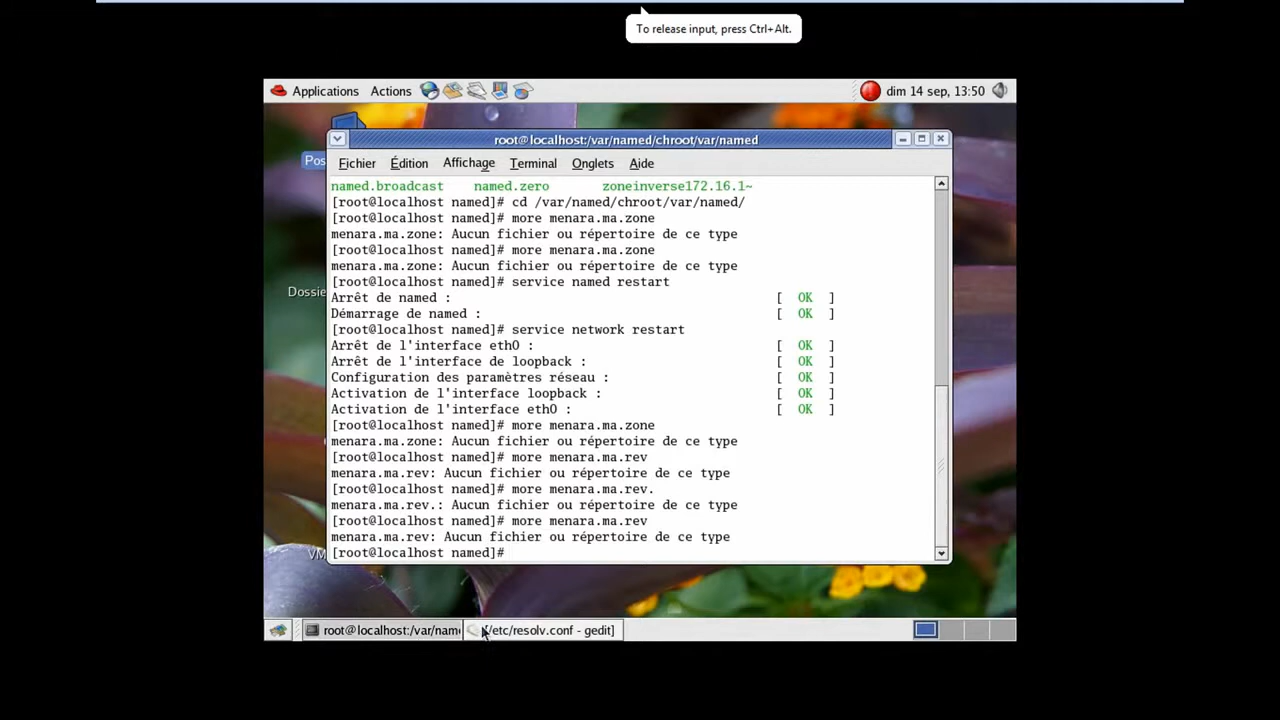 To release input, press Ctrl+Alt.
Applications Actions dim 14 sep, 13:50
root@localhost:/var/named/chroot/var/named
Pos
Fichier Édition Affichage Terminal Onglets Aide
named.broadcast named.zero zoneinverse172.16.1~
[root@localhost named]# cd /var/named/chroot/var/named/
[root@localhost named]# more menara.ma.zone
menara.ma.zone: Aucun fichier ou répertoire de ce type
[root@localhost named]# more menara.ma.zone
menara.ma.zone: Aucun fichier ou répertoire de ce type
[root@localhost named]# service named restart
Arrêt de named : [ OK ]
Démarrage de named : [ OK ]
[root@localhost named]# service network restart
Arrêt de l'interface eth0 : [ OK ]
Arrêt de l'interface de loopback : [ OK ]
Configuration des paramètres réseau : [ OK ]
Activation de l'interface loopback : [ OK ]
Activation de l'interface eth0 : [ OK ]
[root@localhost named]# more menara.ma.zone
menara.ma.zone: Aucun fichier ou répertoire de ce type
[root@localhost named]# more menara.ma.rev
menara.ma.rev: Aucun fichier ou répertoire de ce type
[root@localhost named]# more menara.ma.rev.
menara.ma.rev.: Aucun fichier ou répertoire de ce type
[root@localhost named]# more menara.ma.rev
menara.ma.rev: Aucun fichier ou répertoire de ce type
[root@localhost named]#
Dossie
VM
root@localhost:/var/name [/etc/resolv.conf - gedit]